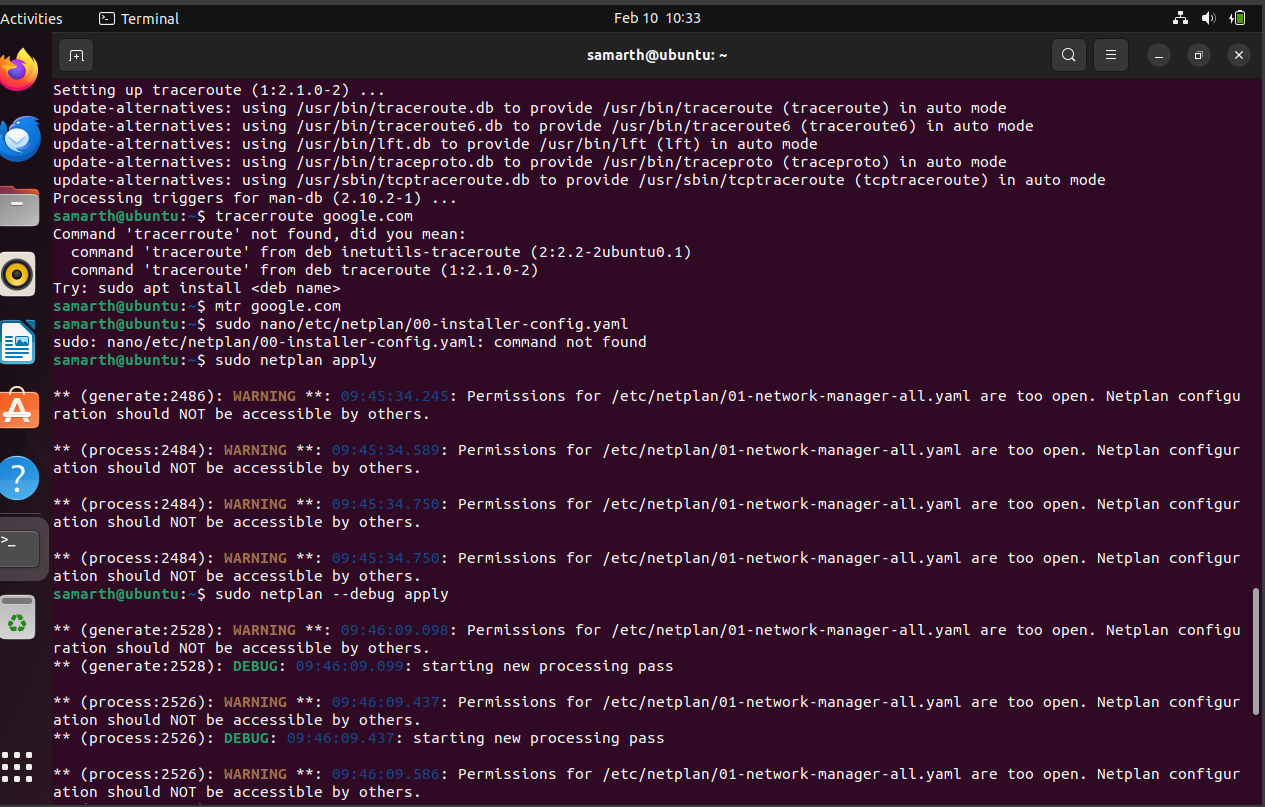 Activities
Terminal
Feb 10 10:33
samarth@ubuntu: ~
Setting up traceroute (1:2.1.0-2) ...
update-alternatives: using /usr/bin/traceroute.db to provide /usr/bin/traceroute (traceroute) in auto mode
update-alternatives: using /usr/bin/traceroute6.db to provide /usr/bin/traceroute6 (traceroute6) in auto mode
update-alternatives: using /usr/bin/lft.db to provide /usr/bin/lft (lft) in auto mode
update-alternatives: using /usr/bin/traceproto.db to provide /usr/bin/traceproto (traceproto) in auto mode
update-alternatives: using /usr/sbin/tcptraceroute.db to provide /usr/sbin/tcptraceroute (tcptraceroute) in auto mode
Processing triggers for man-db (2.10.2-1) ...
samarth@ubuntu:~$ tracerroute google.com
Command 'tracerroute' not found, did you mean:
  command 'traceroute' from deb inetutils-traceroute (2:2.2-2ubuntu0.1)
  command 'traceroute' from deb traceroute (1:2.1.0-2)
Try: sudo apt install <deb name>
samarth@ubuntu:~$ mtr google.com
samarth@ubuntu:~$ sudo nano/etc/netplan/00-installer-config.yaml
sudo: nano/etc/netplan/00-installer-config.yaml: command not found
samarth@ubuntu:~$ sudo netplan apply
** (generate:2486): WARNING **: 09:45:34.245: Permissions for /etc/netplan/01-network-manager-all.yaml are too open. Netplan configu
ration should NOT be accessible by others.
** (process:2484): WARNING **: 09:45:34.589: Permissions for /etc/netplan/01-network-manager-all.yaml are too open. Netplan configur
ation should NOT be accessible by others.
** (process:2484): WARNING **: 09:45:34.750: Permissions for /etc/netplan/01-network-manager-all.yaml are too open. Netplan configur
ation should NOT be accessible by others.
** (process:2484): WARNING **: 09:45:34.750: Permissions for /etc/netplan/01-network-manager-all.yaml are too open. Netplan configur
ation should NOT be accessible by others.
samarth@ubuntu:~$ sudo netplan --debug apply
** (generate:2528): WARNING **: 09:46:09.098: Permissions for /etc/netplan/01-network-manager-all.yaml are too open. Netplan configu
ration should NOT be accessible by others.
** (generate:2528): DEBUG: 09:46:09.099: starting new processing pass
** (process:2526): WARNING **: 09:46:09.437: Permissions for /etc/netplan/01-network-manager-all.yaml are too open. Netplan configur
ation should NOT be accessible by others.
** (process:2526): DEBUG: 09:46:09.437: starting new processing pass
** (process:2526): WARNING **: 09:46:09.586: Permissions for /etc/netplan/01-network-manager-all.yaml are too open. Netplan configur
ation should NOT be accessible by others.